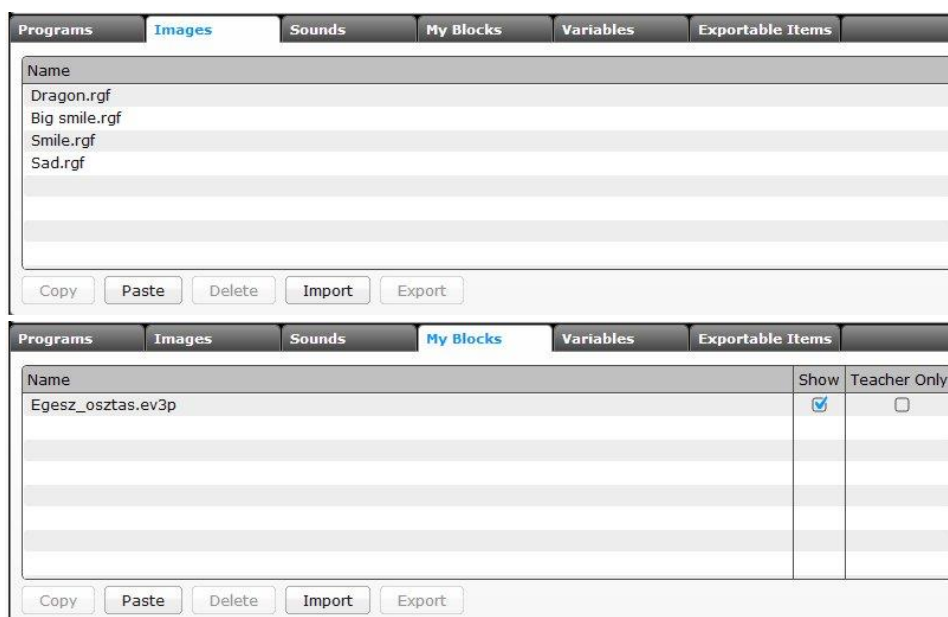 Programs Images Sounds My Blocks Variables Exportable Items
Name
Dragon.rgf
Big smile.rgf
Smile.rgf
Sad.rgf
Copy Paste Delete Import Export
Programs Images Sounds My Blocks Variables Exportable Items
Name Show Teacher Only
Egesz_osztas.ev3p
Copy Paste Delete Import Export